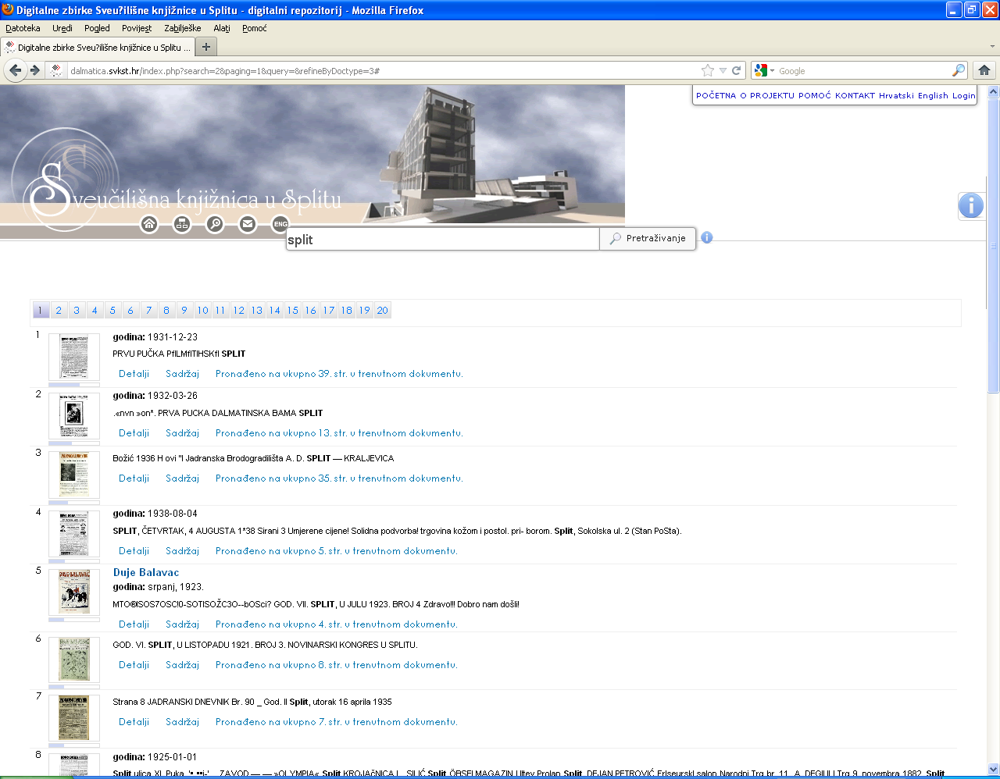 Digitalne zbirke Sveu?ilišne knjižnice u Splitu - digitalni repozitorij - Mozilla Firefox
Datoteka Uredi Pogled Povijest Zabilješke Alati Pomoć
Digitalne zbirke Sveu?ilišne knjižnice u Splitu ...
dalmatica.svkst.hr/index.php?search=2&paging=1&query=&refineByDoctype=3#
Google
POČETNA O PROJEKTU POMOĆ KONTAKT Hrvatski English Login
Sveučilišna knjižnica u Splitu
ENG
split
Pretraživanje
1 2 3 4 5 6 7 8 9 10 11 12 13 14 15 16 17 18 19 20
1
godina: 1931-12-23
PRVU PUČKA PfILMfITIHSKfI SPLIT
Detalji Sadržaj Pronađeno na ukupno 39. str. u trenutnom dokumentu.
2
godina: 1932-03-26
.«nvn »on*. PRVA PUCKA DALMATINSKA BAMA SPLIT
Detalji Sadržaj Pronađeno na ukupno 13. str. u trenutnom dokumentu.
3
Božić 1936 H ovi "l Jadranska Brodogradilišta A. D. SPLIT — KRALJEVICA
Detalji Sadržaj Pronađeno na ukupno 35. str. u trenutnom dokumentu.
4
godina: 1938-08-04
SPLIT, ČETVRTAK, 4 AUGUSTA 1*38 Sirani 3 Umjerene cijene! Solidna podvorba! trgovina kožom i postol. pri- borom. Split, Sokolska ul. 2 (Stan PoSta).
Detalji Sadržaj Pronađeno na ukupno 5. str. u trenutnom dokumentu.
5
Duje Balavac
godina: srpanj, 1923.
MTO®ISOS7OSC!0-SOTISOŽC3O--bOSci? GOD. VII. SPLIT, U JULU 1923. BROJ 4 Zdravo!!! Dobro nam došli!
Detalji Sadržaj Pronađeno na ukupno 4. str. u trenutnom dokumentu.
6
GOD. VI. SPLIT, U LISTOPADU 1921. BROJ 3. NOVINARSKI KONGRES U SPLITU.
Detalji Sadržaj Pronađeno na ukupno 8. str. u trenutnom dokumentu.
7
Strana 8 JADRANSKI DNEVNIK Br. 90 _ God. II Split, utorak 16 aprila 1935
Detalji Sadržaj Pronađeno na ukupno 7. str. u trenutnom dokumentu.
8
godina: 1925-01-01
Split ulica XI. Puka ZAVOD — — »OLYMPIA« Split KROJAČNICA I. SILIĆ Split Prolan Split. DEJAN PETROVIĆ salon Narodni Trg br. 11. A. DEGIULI Trg 9. novembra 1882. Split